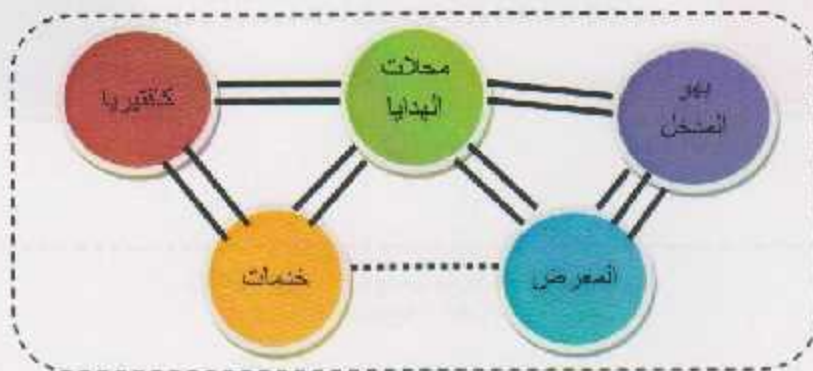 بهو
المدخل
محلات
الهدايا
كافتيريا
المعرض
خدمات